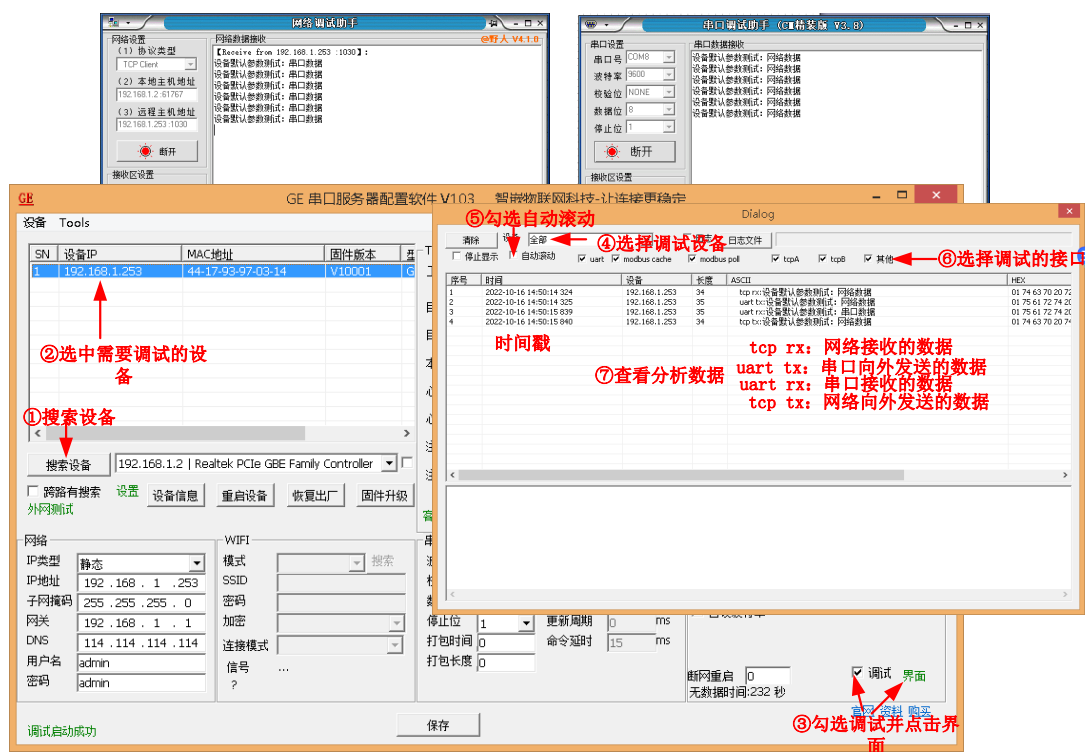 网络调试助手
网络设置
网络数据接收
@野人 V4.1.0
(1) 协议类型
TCP Client
(2) 本地主机地址
192.168.1.2 :61767
(3) 远程主机地址
192.168.1.253 :1030
断开
接收区设置
【Receive from 192.168.1.253 :1030】:
设备默认参数测试: 串口数据
设备默认参数测试: 串口数据
设备默认参数测试: 串口数据
设备默认参数测试: 串口数据
设备默认参数测试: 串口数据
设备默认参数测试: 串口数据
串口调试助手 (CM精装版 V3.8)
串口设置
串口数据接收
串口号 COM8
波特率 9600
校验位 NONE
数据位 8
停止位 1
断开
接收区设置
设备默认参数测试: 网络数据
设备默认参数测试: 网络数据
设备默认参数测试: 网络数据
设备默认参数测试: 网络数据
设备默认参数测试: 网络数据
GE
GE 串口服务器配置软件 V103 智嵌物联网科技-让连接更稳定
设备 Tools
SN 设备IP MAC地址 固件版本 型
1 192.168.1.253 44-17-93-97-03-14 V10001 G
②选中需要调试的设
备
①搜索设备
搜索设备 192.168.1.2 | Realtek PCIe GBE Family Controller
跨路有搜索 设置 设备信息 重启设备 恢复出厂 固件升级
外网测试
网络
IP类型 静态
IP地址 192 .168 . 1 .253
子网掩码 255 .255 .255 . 0
网关 192 .168 . 1 . 1
DNS 114 .114 .114 .114
用户名 admin
密码 admin
WIFI
模式 搜索
SSID
密码
加密
连接模式
信号 ...
?
停止位 1 更新周期 0 ms
打包时间 0 命令延时 15 ms
打包长度 0
断网重启 0
无数据时间:232 秒
调试 界面
官网 资料 购买
③勾选调试并点击界
面
调试启动成功
保存
Dialog
⑤勾选自动滚动
清除 全部 日志文件
④选择调试设备
停止显示 自动滚动 uart modbus cache modbus poll tcpA tcpB 其他
⑥选择调试的接口
序号 时间 设备 长度 ASCII HEX
1 2022-10-16 14:50:14 324 192.168.1.253 34 tcp rx:设备默认参数测试: 网络数据 01 74 63 70 20 72
2 2022-10-16 14:50:14 325 192.168.1.253 35 uart tx:设备默认参数测试: 网络数据 01 75 61 72 74 20
3 2022-10-16 14:50:15 839 192.168.1.253 35 uart rx:设备默认参数测试: 串口数据 01 75 61 72 74 20
4 2022-10-16 14:50:15 840 192.168.1.253 34 tcp tx:设备默认参数测试: 网络数据 01 74 63 70 20 74
时间戳
⑦查看分析数据
tcp rx: 网络接收的数据
uart tx: 串口向外发送的数据
uart rx: 串口接收的数据
tcp tx: 网络向外发送的数据